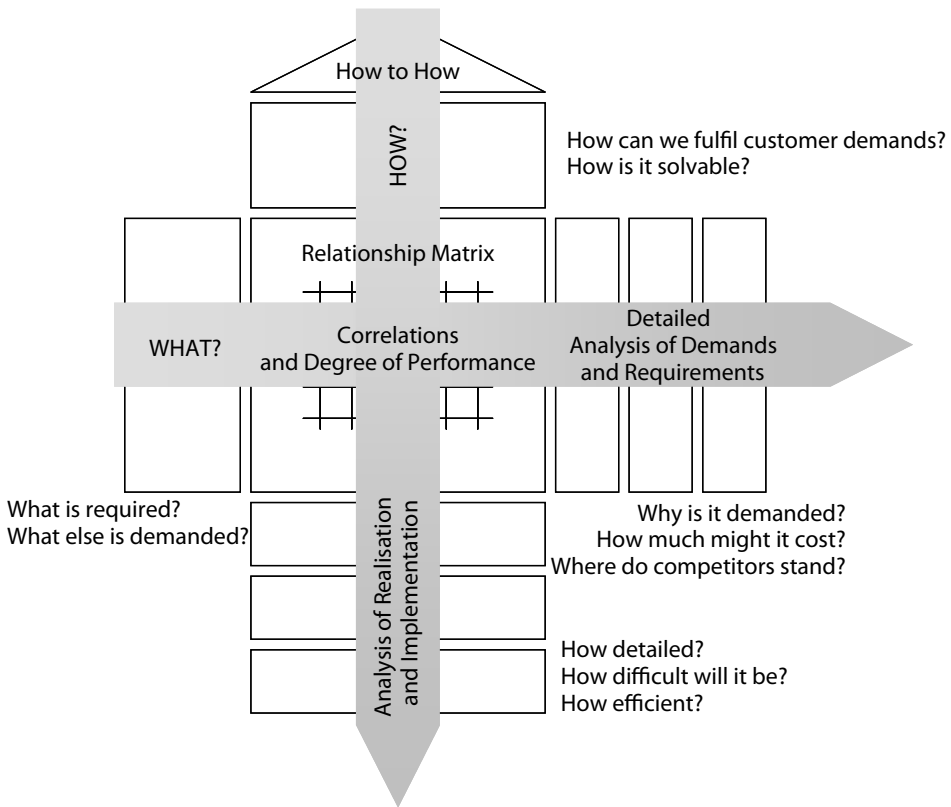 How to How
HOW?
How can we fulfil customer demands?
How is it solvable?
Relationship Matrix
WHAT?
Correlations
and Degree of Performance
Detailed
Analysis of Demands
and Requirements
What is required?
What else is demanded?
Why is it demanded?
How much might it cost?
Where do competitors stand?
Analysis of Realisation
and Implementation
How detailed?
How difficult will it be?
How efficient?